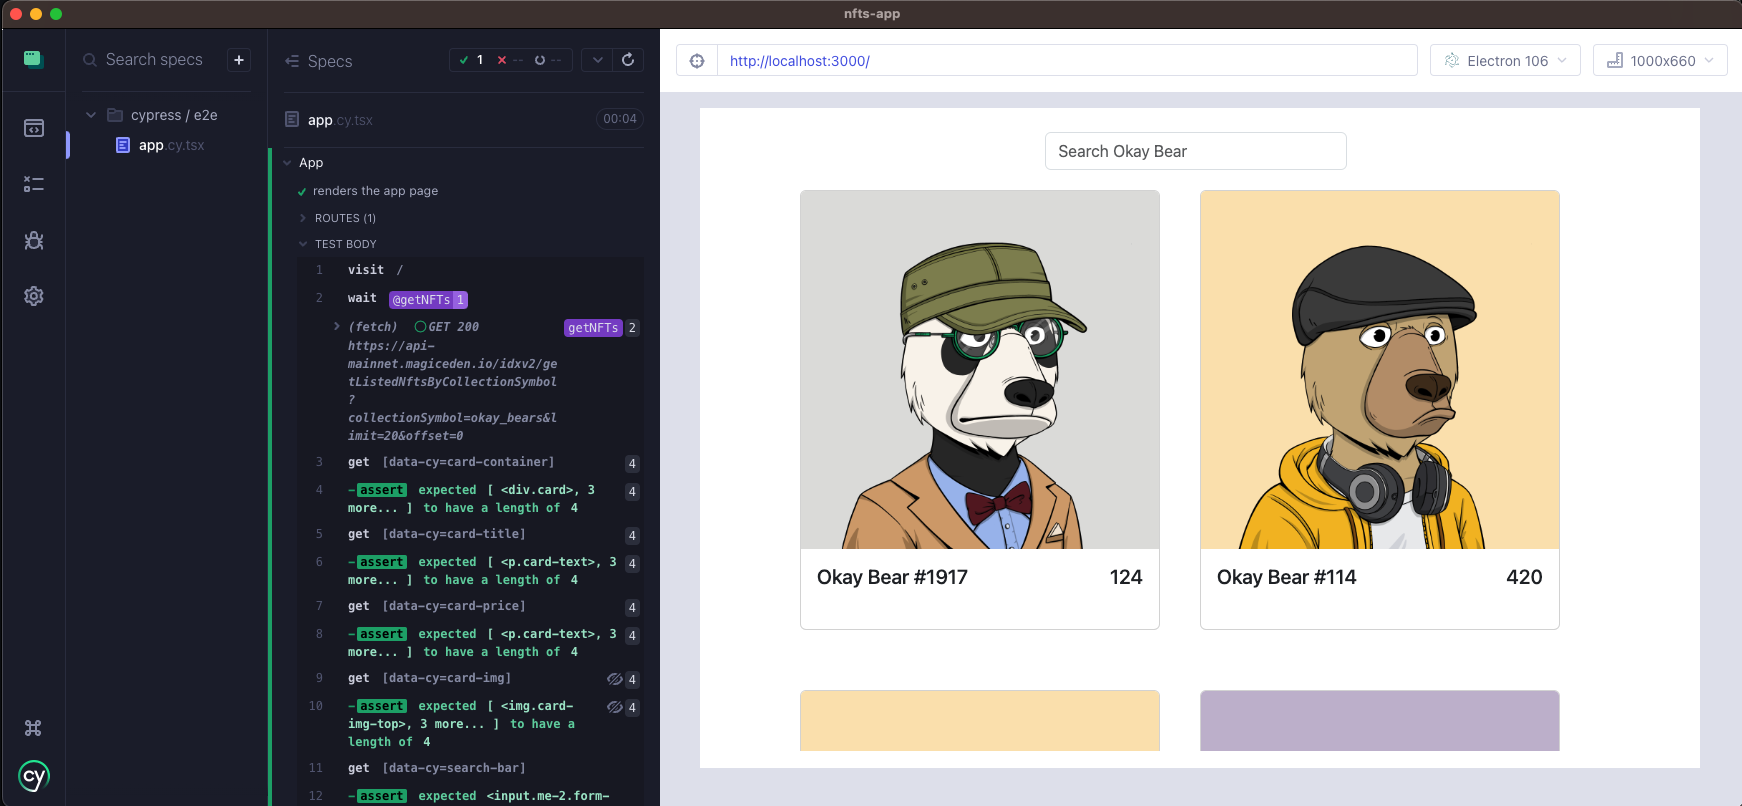 nfts-app
Search specs
+
cypress / e2e
app.cy.tsx
Specs
1 -- --
app.cy.tsx
00:04
App
renders the app page
ROUTES (1)
TEST BODY
1 visit /
2 wait @getNFTs 1
(fetch) GET 200 getNFTs 2
https://api-
mainnet.magiceden.io/idxv2/ge
tListedNftsByCollectionSymbol
?
collectionSymbol=okay_bears&l
imit=20&offset=0
3 get [data-cy=card-container] 4
4 -assert expected [ <div.card>, 3 4
more... ] to have a length of 4
5 get [data-cy=card-title] 4
6 -assert expected [ <p.card-text>, 3 4
more... ] to have a length of 4
7 get [data-cy=card-price] 4
8 -assert expected [ <p.card-text>, 3 4
more... ] to have a length of 4
9 get [data-cy=card-img] 4
10 -assert expected [ <img.card- 4
img-top>, 3 more... ] to have a
length of 4
11 get [data-cy=search-bar]
12 -assert expected <input.me-2.form-
cy
http://localhost:3000/
Electron 106
1000x660
Search Okay Bear
Okay Bear #1917 124
Okay Bear #114 420